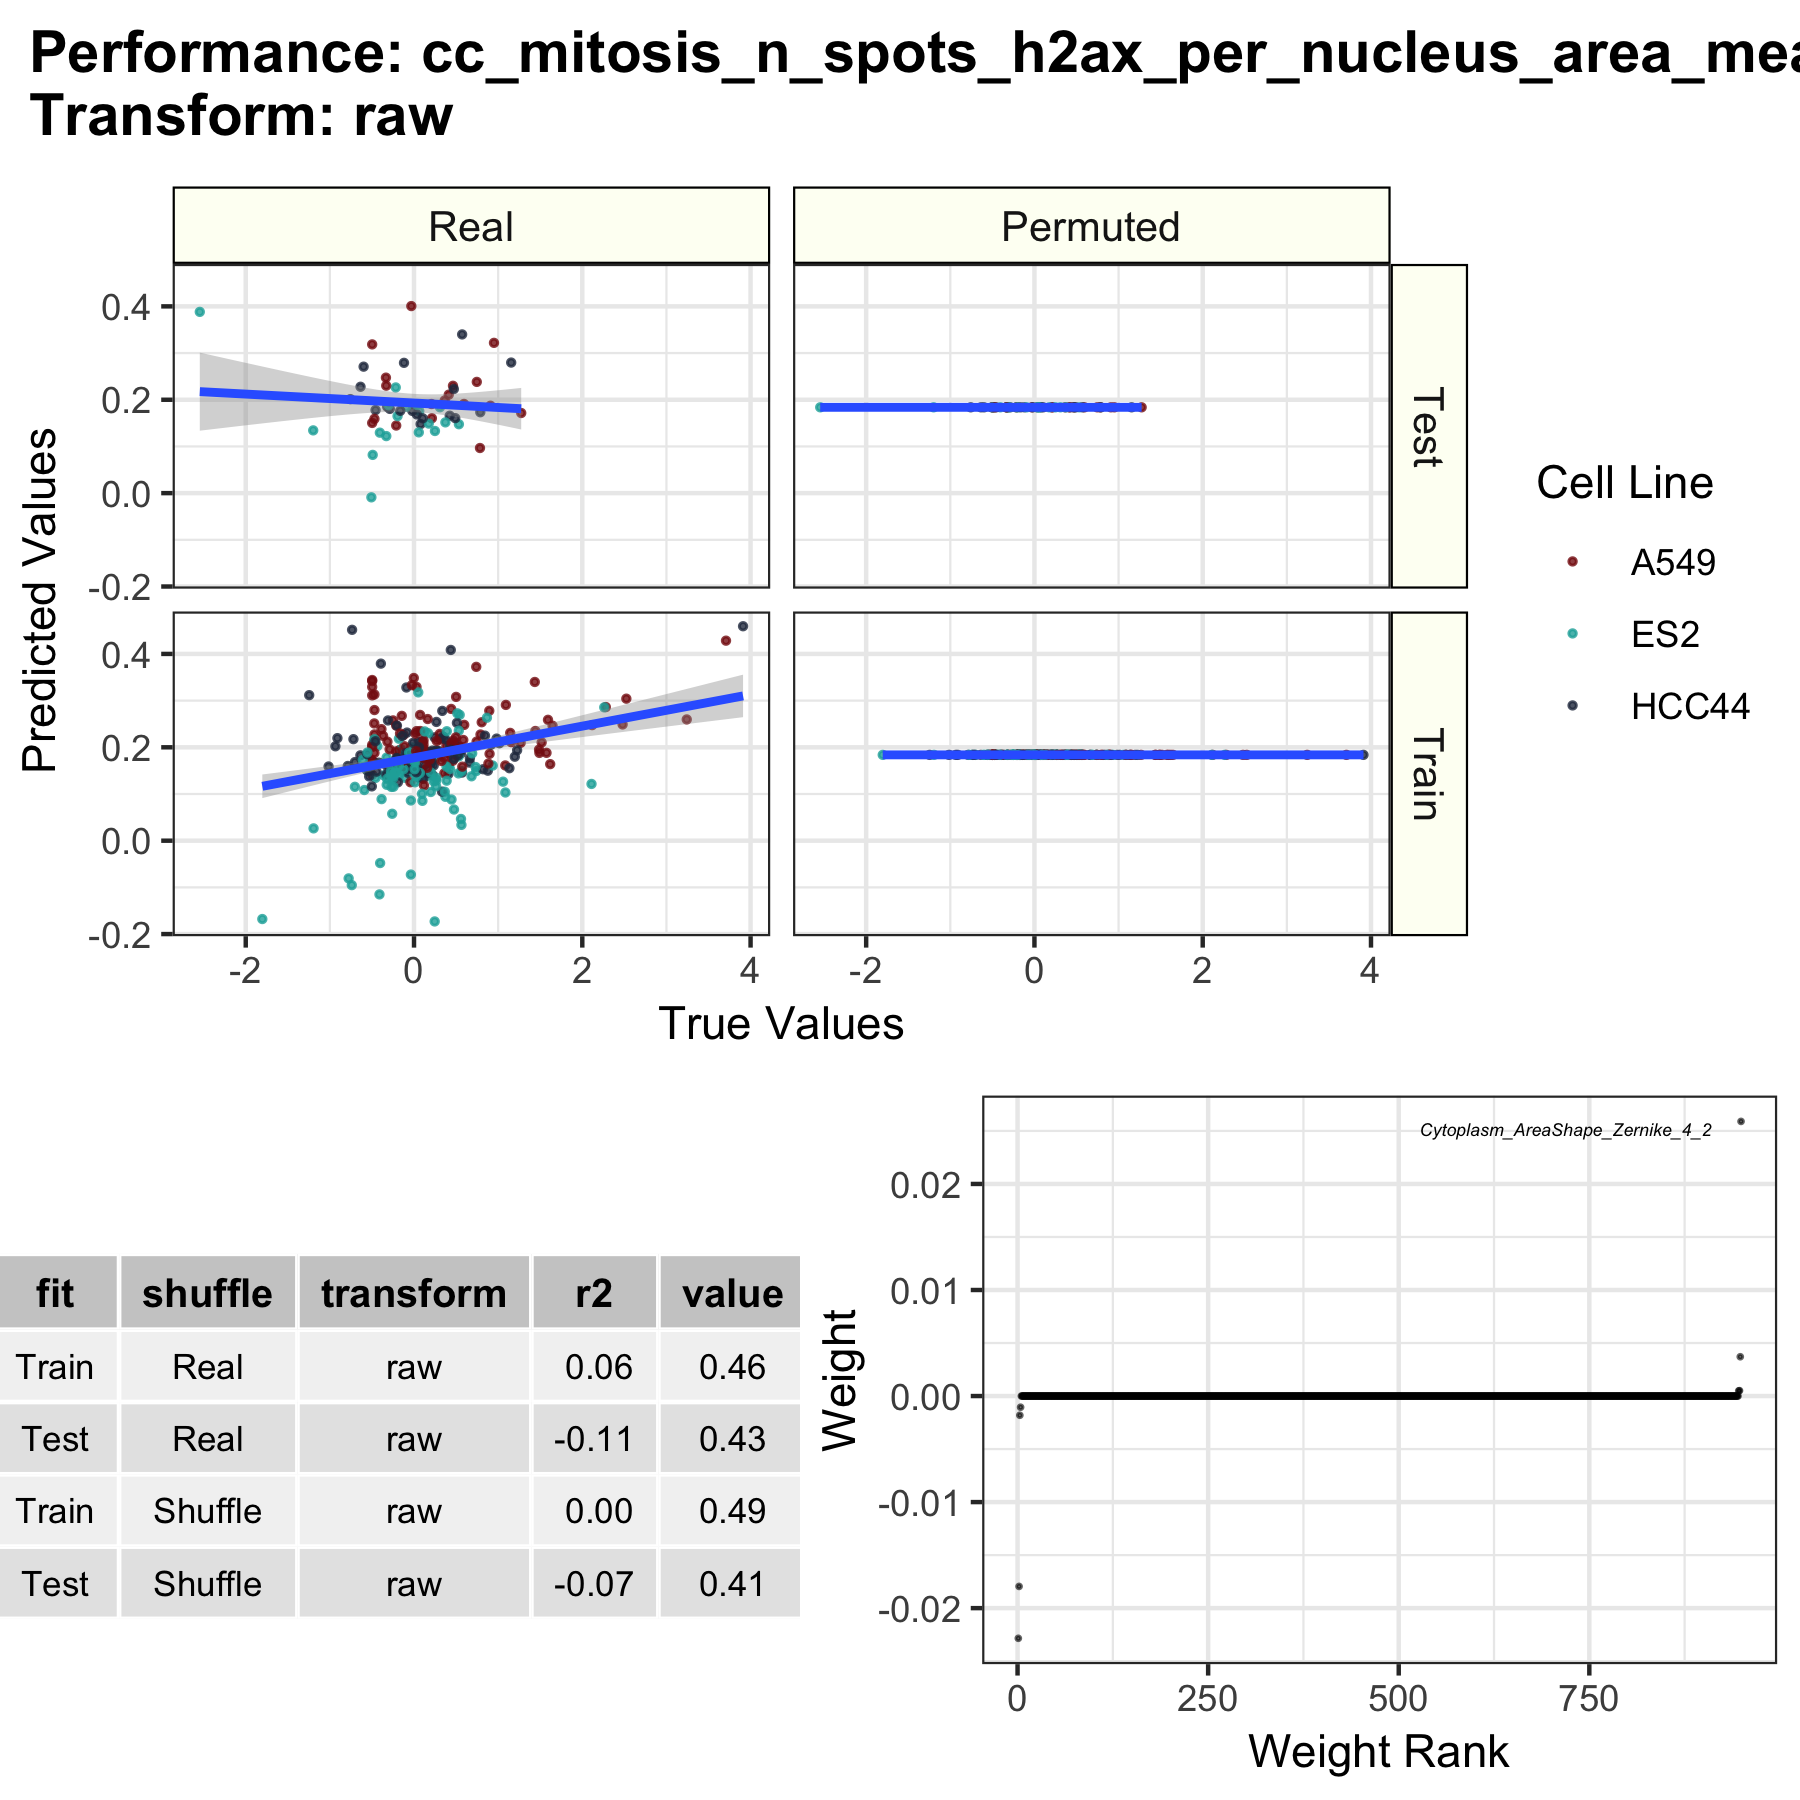 Performance: cc_mitosis_n_spots_h2ax_per_nucleus_area_mea
Transform: raw
Real
Permuted
0.4
0.2
0.0
-0.2
Test
0.4
0.2
0.0
-0.2
Train
Predicted Values
-2
0
2
4
-2
0
2
4
True Values
Cell Line
A549
ES2
HCC44
fit shuffle transform r2 value
Train Real raw 0.06 0.46
Test Real raw -0.11 0.43
Train Shuffle raw 0.00 0.49
Test Shuffle raw -0.07 0.41
Cytoplasm_AreaShape_Zernike_4_2
0.02
0.01
0.00
-0.01
-0.02
Weight
0
250
500
750
Weight Rank